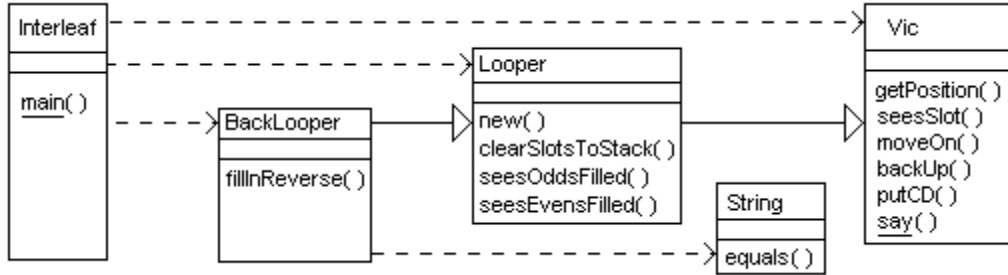 Interleaf
main( )
BackLooper
fillInReverse( )
Looper
new( )
clearSlotsToStack( )
seesOddsFilled( )
seesEvensFilled( )
String
equals( )
Vic
getPosition( )
seesSlot( )
moveOn( )
backUp( )
putCD( )
say( )